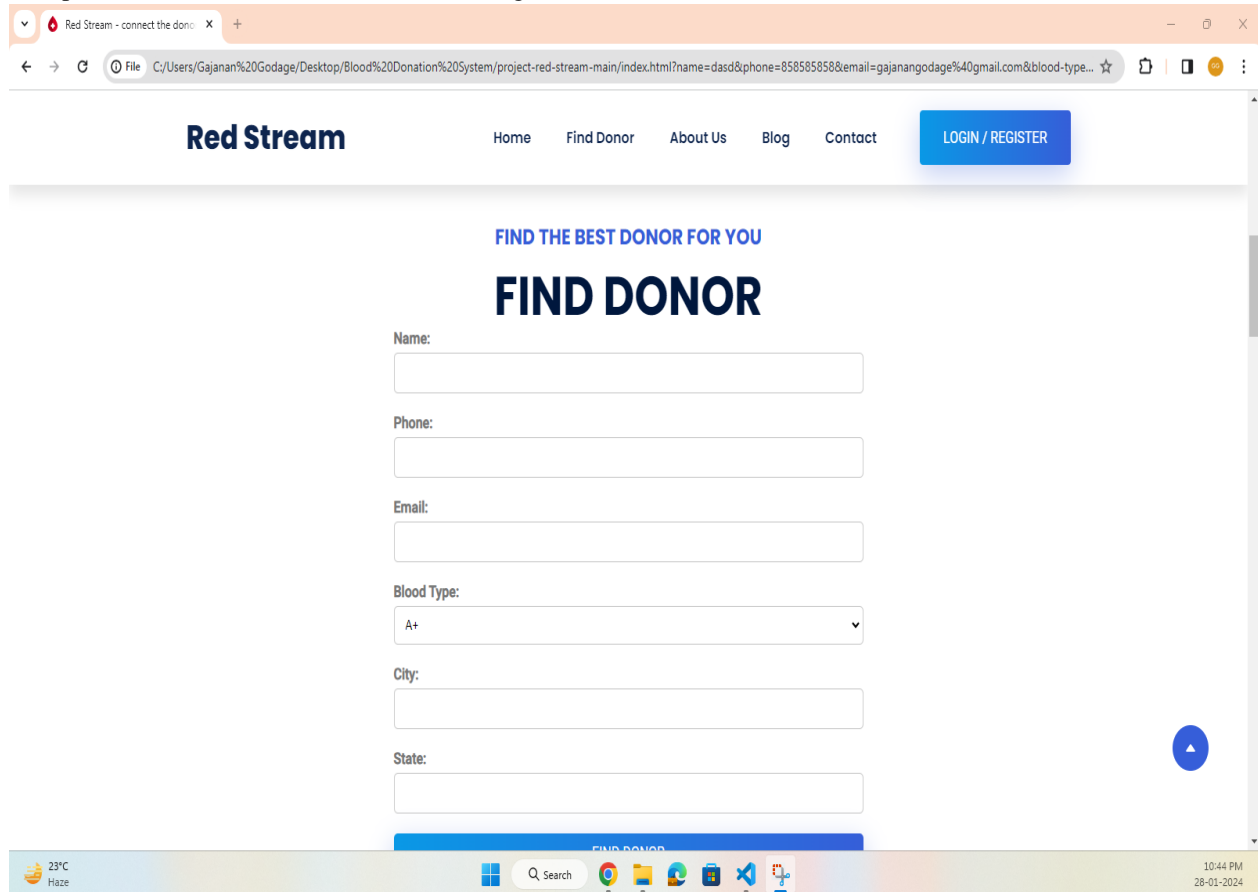 Red Stream - connect the dono
File C:/Users/Gajanan%20Godage/Desktop/Blood%20Donation%20System/project-red-stream-main/index.html?name=dasd&phone=858585858&email=gajanangodage%40gmail.com&blood-type...
GG
Red Stream Home Find Donor About Us Blog Contact LOGIN / REGISTER
FIND THE BEST DONOR FOR YOU
FIND DONOR
Name:
Phone:
Email:
Blood Type:
A+
City:
State:
FIND DONOR
23°C
Haze
Search
10:44 PM
28-01-2024